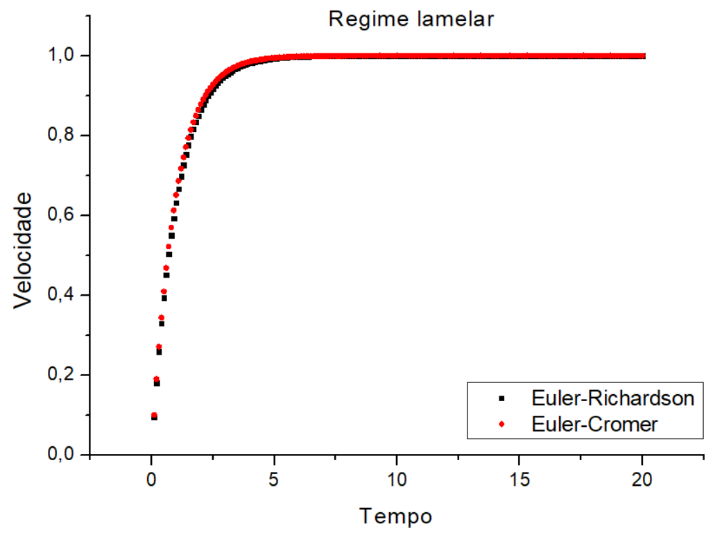 Regime lamelar
1,0
0,8
0,6
0,4
0,2
0,0
Velocidade
Euler-Richardson
Euler-Cromer
0 5 10 15 20
Tempo